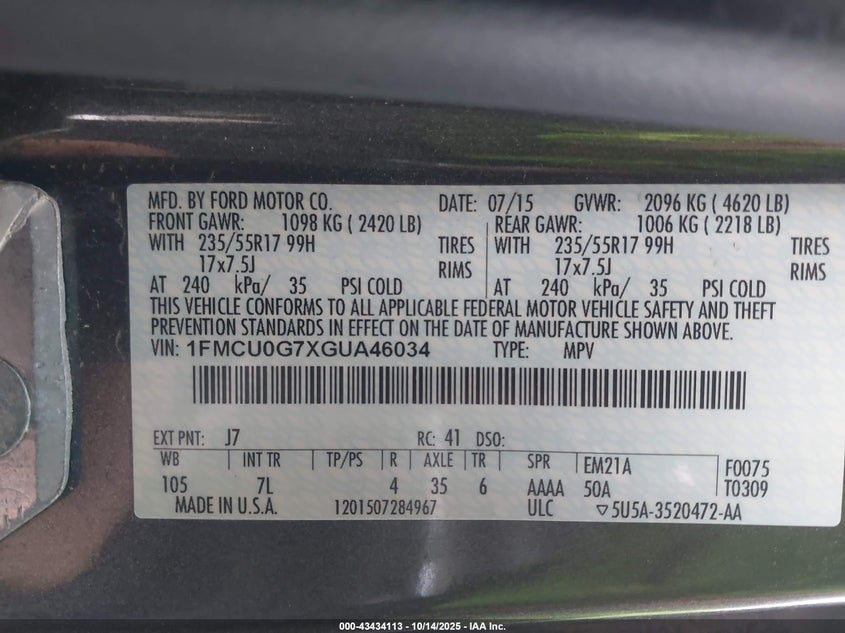 MFD. BY FORD MOTOR CO. DATE: 07/15 GVWR: 2096 KG ( 4620 LB)
FRONT GAWR: 1098 KG ( 2420 LB) REAR GAWR: 1006 KG ( 2218 LB)
WITH 235/55R17 99H TIRES WITH 235/55R17 99H TIRES
17x7.5J RIMS 17x7.5J RIMS
AT 240 kPa/ 35 PSI COLD AT 240 kPa/ 35 PSI COLD
THIS VEHICLE CONFORMS TO ALL APPLICABLE FEDERAL MOTOR VEHICLE SAFETY AND THEFT
PREVENTION STANDARDS IN EFFECT ON THE DATE OF MANUFACTURE SHOWN ABOVE.
VIN: 1FMCU0G7XGUA46034 TYPE: MPV
EXT PNT: J7 RC: 41 DSO:
WB INT TR TP/PS R AXLE TR SPR EM21A F0075
105 7L 4 35 6 AAAA 50A T0309
MADE IN U.S.A. 1201507284967 ULC ▽5U5A-3520472-AA
000-43434113 - 10/14/2025 - IAA Inc.